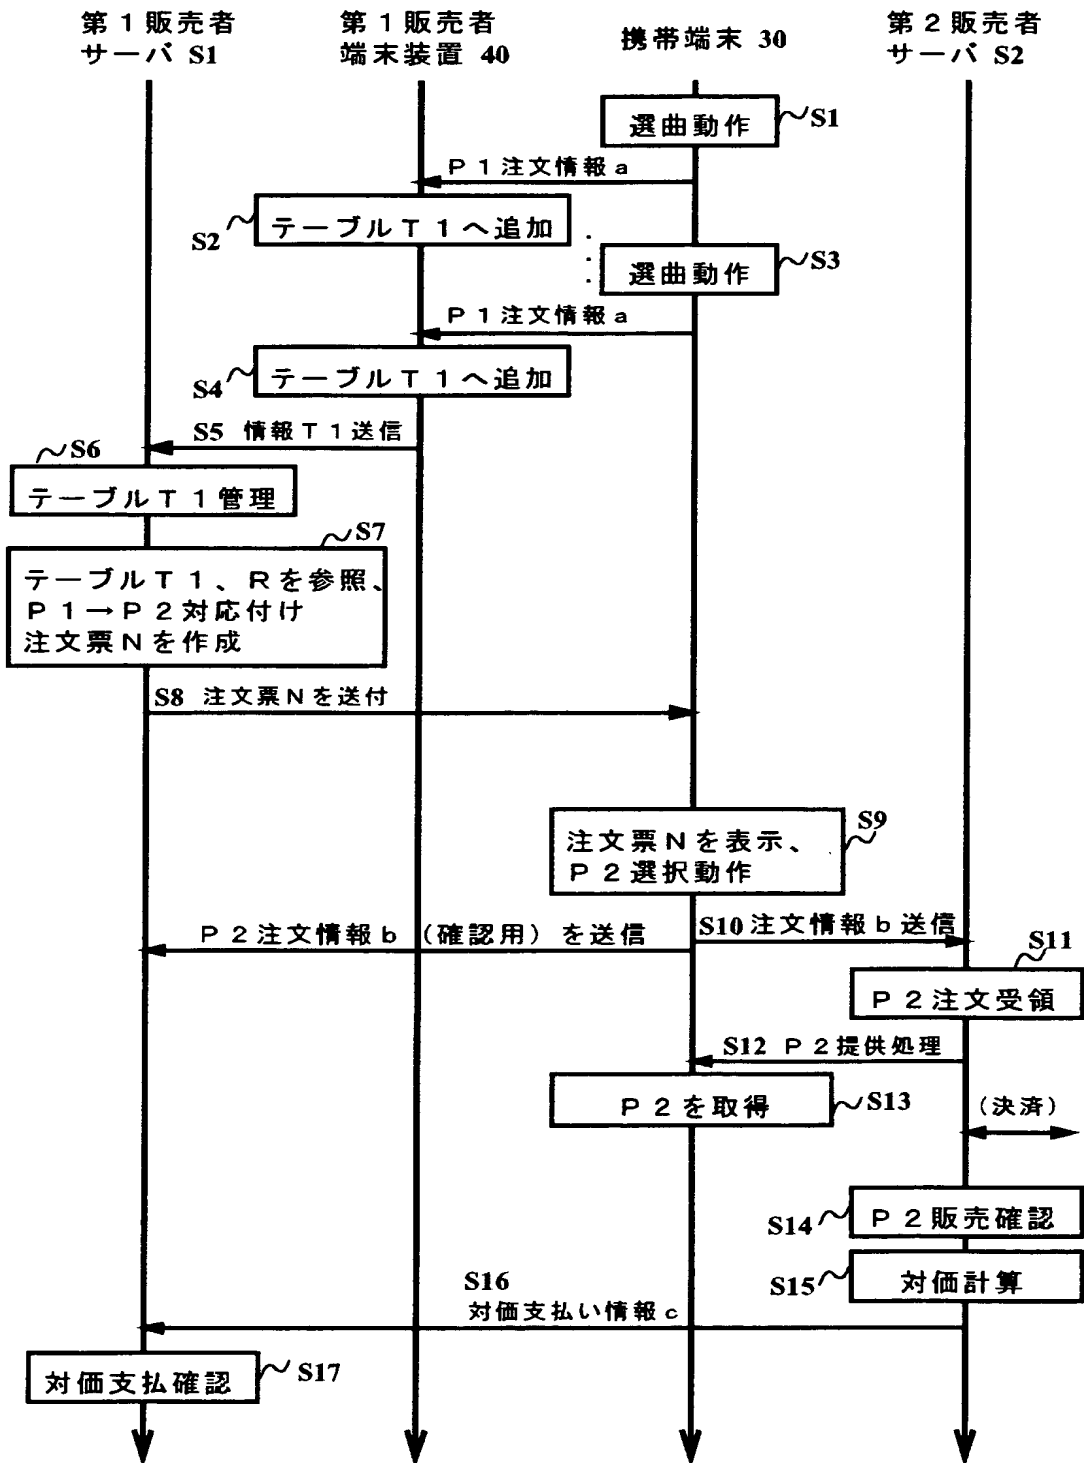 第１販売者
サーバ S1
第１販売者
端末装置 40
携帯端末 30
第２販売者
サーバ S2
選曲動作
S1
Ｐ１注文情報ａ
S2
テーブルＴ１へ追加
選曲動作
S3
Ｐ１注文情報ａ
S4
テーブルＴ１へ追加
S5 情報Ｔ１送信
S6
テーブルＴ１管理
S7
テーブルＴ１、Ｒを参照、
Ｐ１→Ｐ２対応付け
注文票Ｎを作成
S8 注文票Ｎを送付
S9
注文票Ｎを表示、
Ｐ２選択動作
Ｐ２注文情報ｂ（確認用）を送信
S10 注文情報ｂ送信
S11
Ｐ２注文受領
S12 Ｐ２提供処理
Ｐ２を取得
S13
（決済）
S14
Ｐ２販売確認
S15
対価計算
S16
対価支払い情報ｃ
対価支払確認
S17